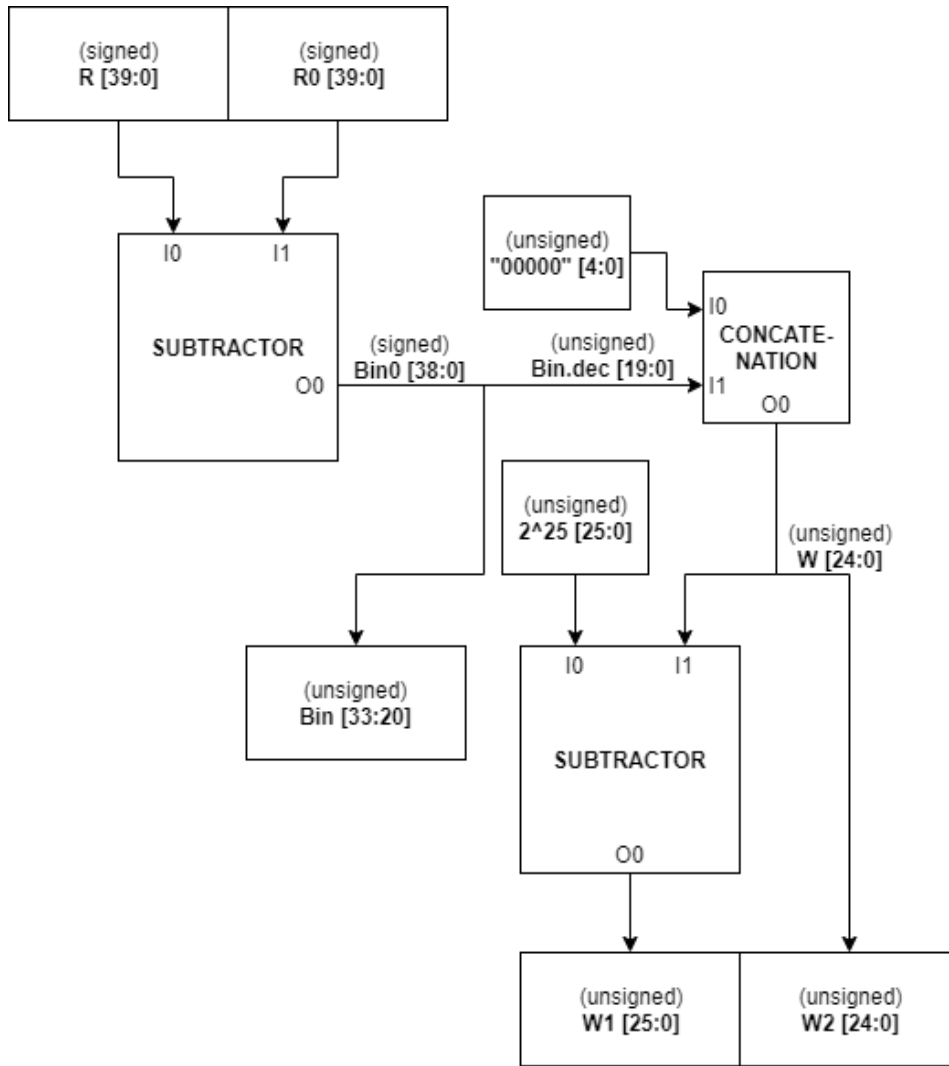 (signed)
R [39:0]
(signed)
R0 [39:0]
I0
I1
SUBTRACTOR
O0
(signed)
Bin0 [38:0]
(unsigned)
"00000" [4:0]
(unsigned)
Bin.dec [19:0]
I0
CONCATE-
NATION
I1
O0
(unsigned)
2^25 [25:0]
(unsigned)
W [24:0]
(unsigned)
Bin [33:20]
I0
I1
SUBTRACTOR
O0
(unsigned)
W1 [25:0]
(unsigned)
W2 [24:0]